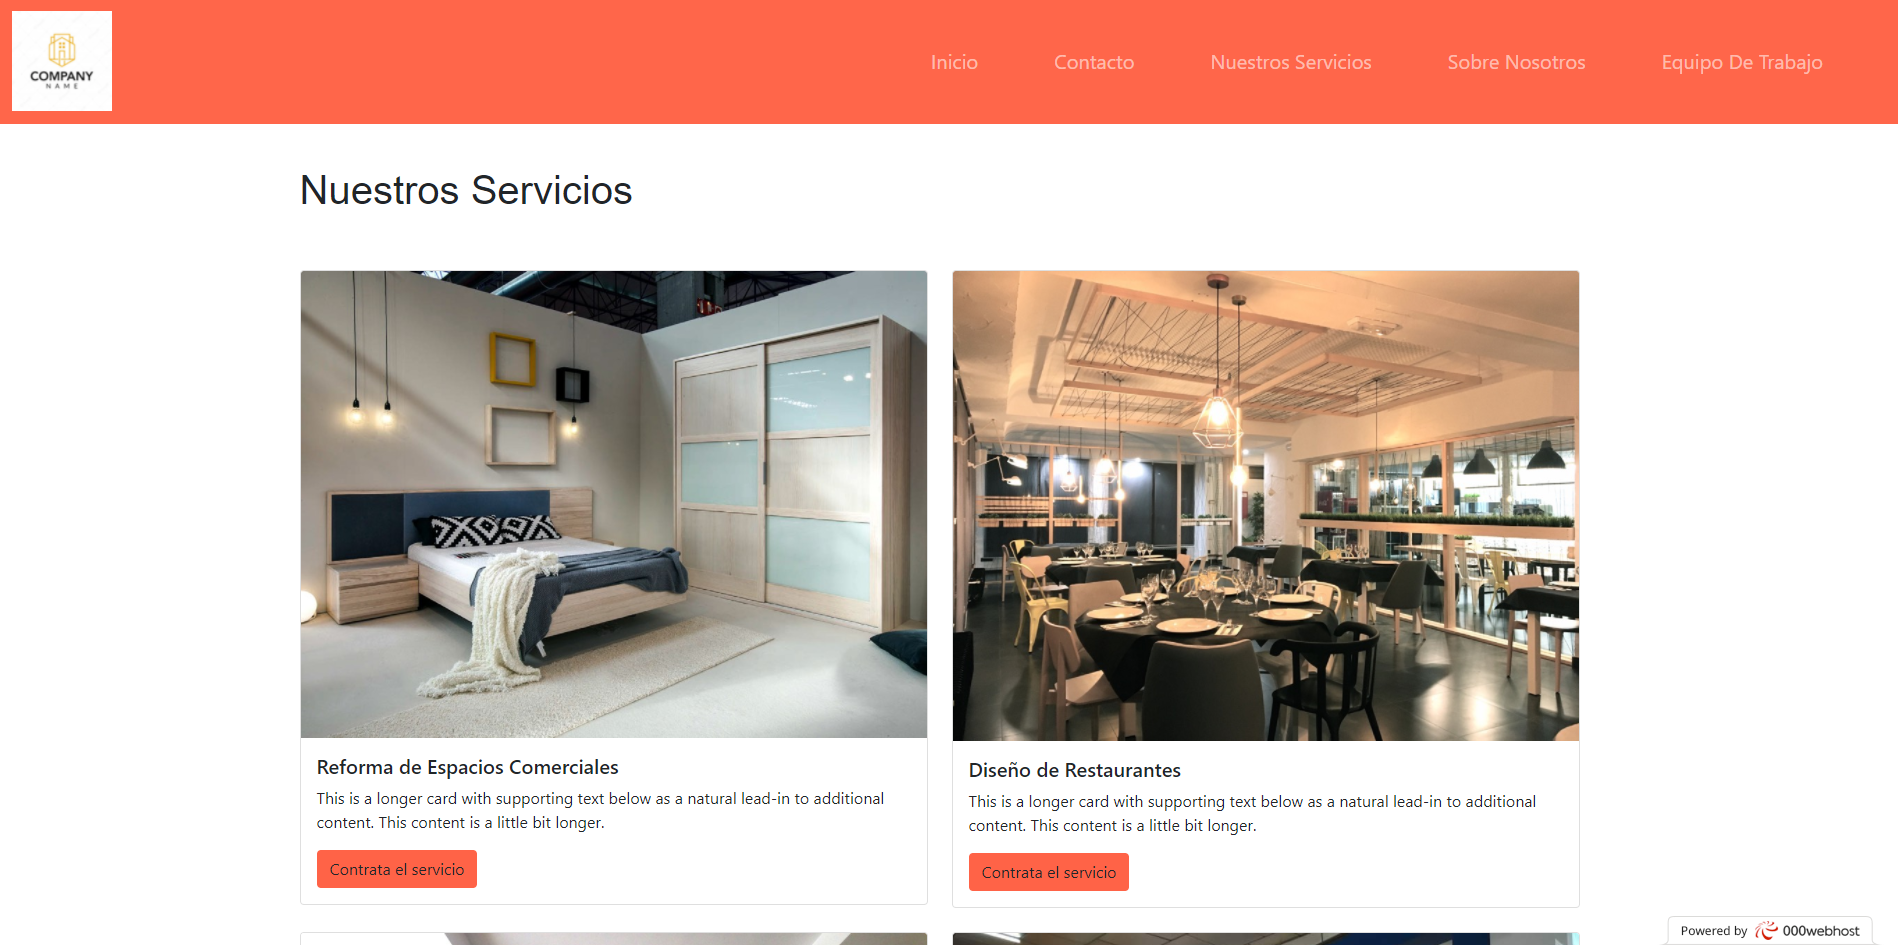 COMPANY
NAME
Inicio
Contacto
Nuestros Servicios
Sobre Nosotros
Equipo De Trabajo
Nuestros Servicios
Reforma de Espacios Comerciales
This is a longer card with supporting text below as a natural lead-in to additional
content. This content is a little bit longer.
Contrata el servicio
Diseño de Restaurantes
This is a longer card with supporting text below as a natural lead-in to additional
content. This content is a little bit longer.
Contrata el servicio
Powered by 000webhost